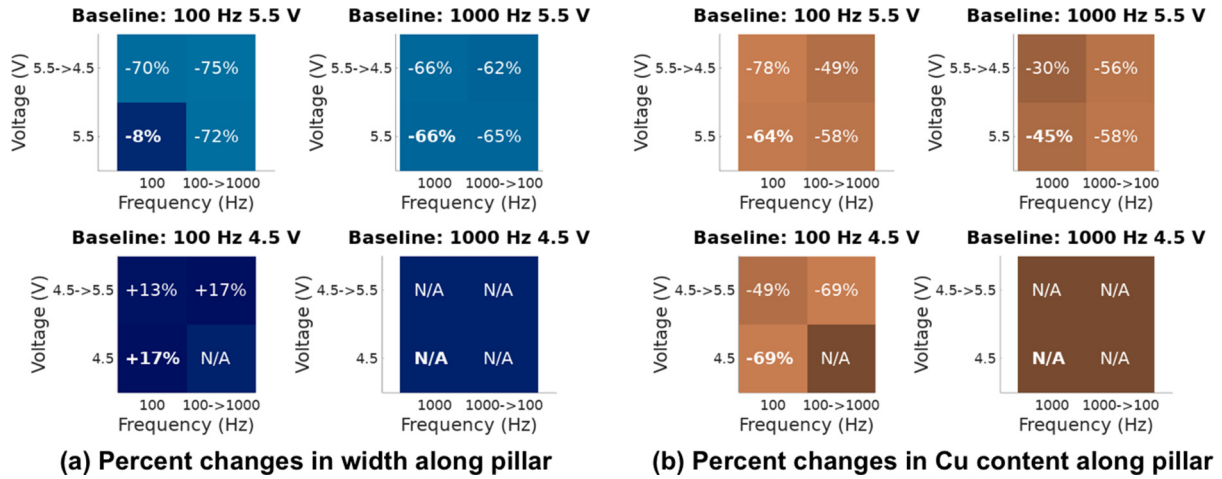 Baseline: 100 Hz 5.5 V
Baseline: 1000 Hz 5.5 V
Voltage (V)
5.5->4.5
5.5
-70% -75%
-8% -72%
100 100->1000
Frequency (Hz)
Voltage (V)
5.5->4.5
5.5
-66% -62%
-66% -65%
1000 1000->100
Frequency (Hz)
Baseline: 100 Hz 4.5 V
Baseline: 1000 Hz 4.5 V
Voltage (V)
4.5->5.5
4.5
+13% +17%
+17% N/A
100 100->1000
Frequency (Hz)
Voltage (V)
4.5->5.5
4.5
N/A N/A
N/A N/A
1000 1000->100
Frequency (Hz)
(a) Percent changes in width along pillar
Baseline: 100 Hz 5.5 V
Baseline: 1000 Hz 5.5 V
Voltage (V)
5.5->4.5
5.5
-78% -49%
-64% -58%
100 100->1000
Frequency (Hz)
Voltage (V)
5.5->4.5
5.5
-30% -56%
-45% -58%
1000 1000->100
Frequency (Hz)
Baseline: 100 Hz 4.5 V
Baseline: 1000 Hz 4.5 V
Voltage (V)
4.5->5.5
4.5
-49% -69%
-69% N/A
100 100->1000
Frequency (Hz)
Voltage (V)
4.5->5.5
4.5
N/A N/A
N/A N/A
1000 1000->100
Frequency (Hz)
(b) Percent changes in Cu content along pillar